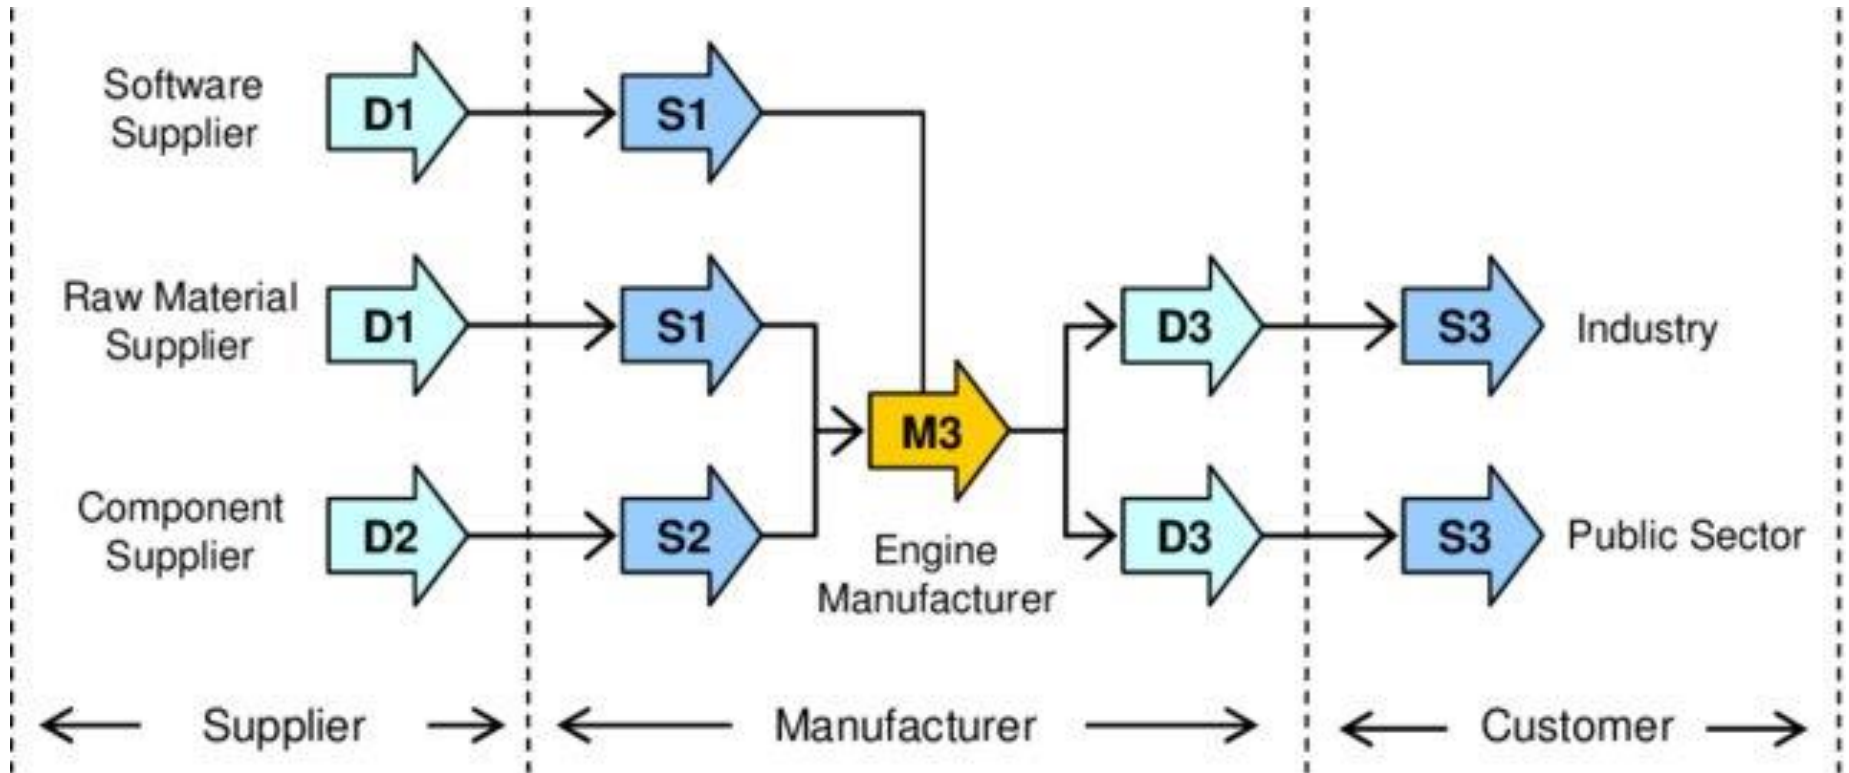 Software
Supplier
D1
S1
Raw Material
Supplier
D1
S1
D3
S3
Industry
M3
Component
Supplier
D2
S2
Engine
Manufacturer
D3
S3
Public Sector
Supplier
Manufacturer
Customer